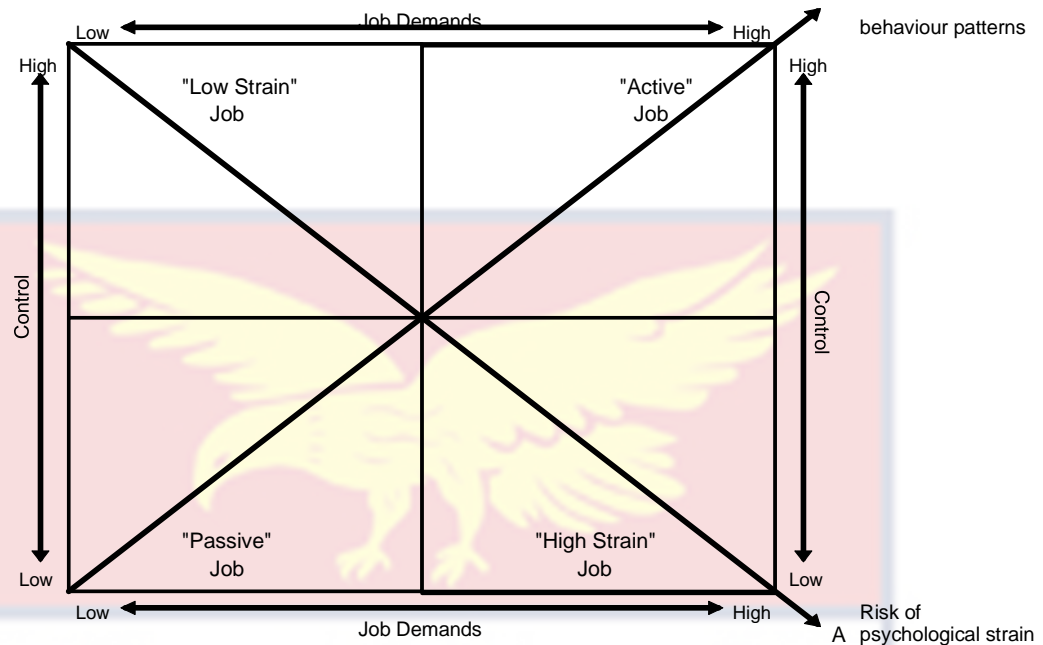 Job Demands
Low
High
behaviour patterns
High
High
"Low Strain"
Job
"Active"
Job
Control
Control
"Passive"
Job
"High Strain"
Job
Low
Low
Low
High
Job Demands
Risk of
A psychological strain